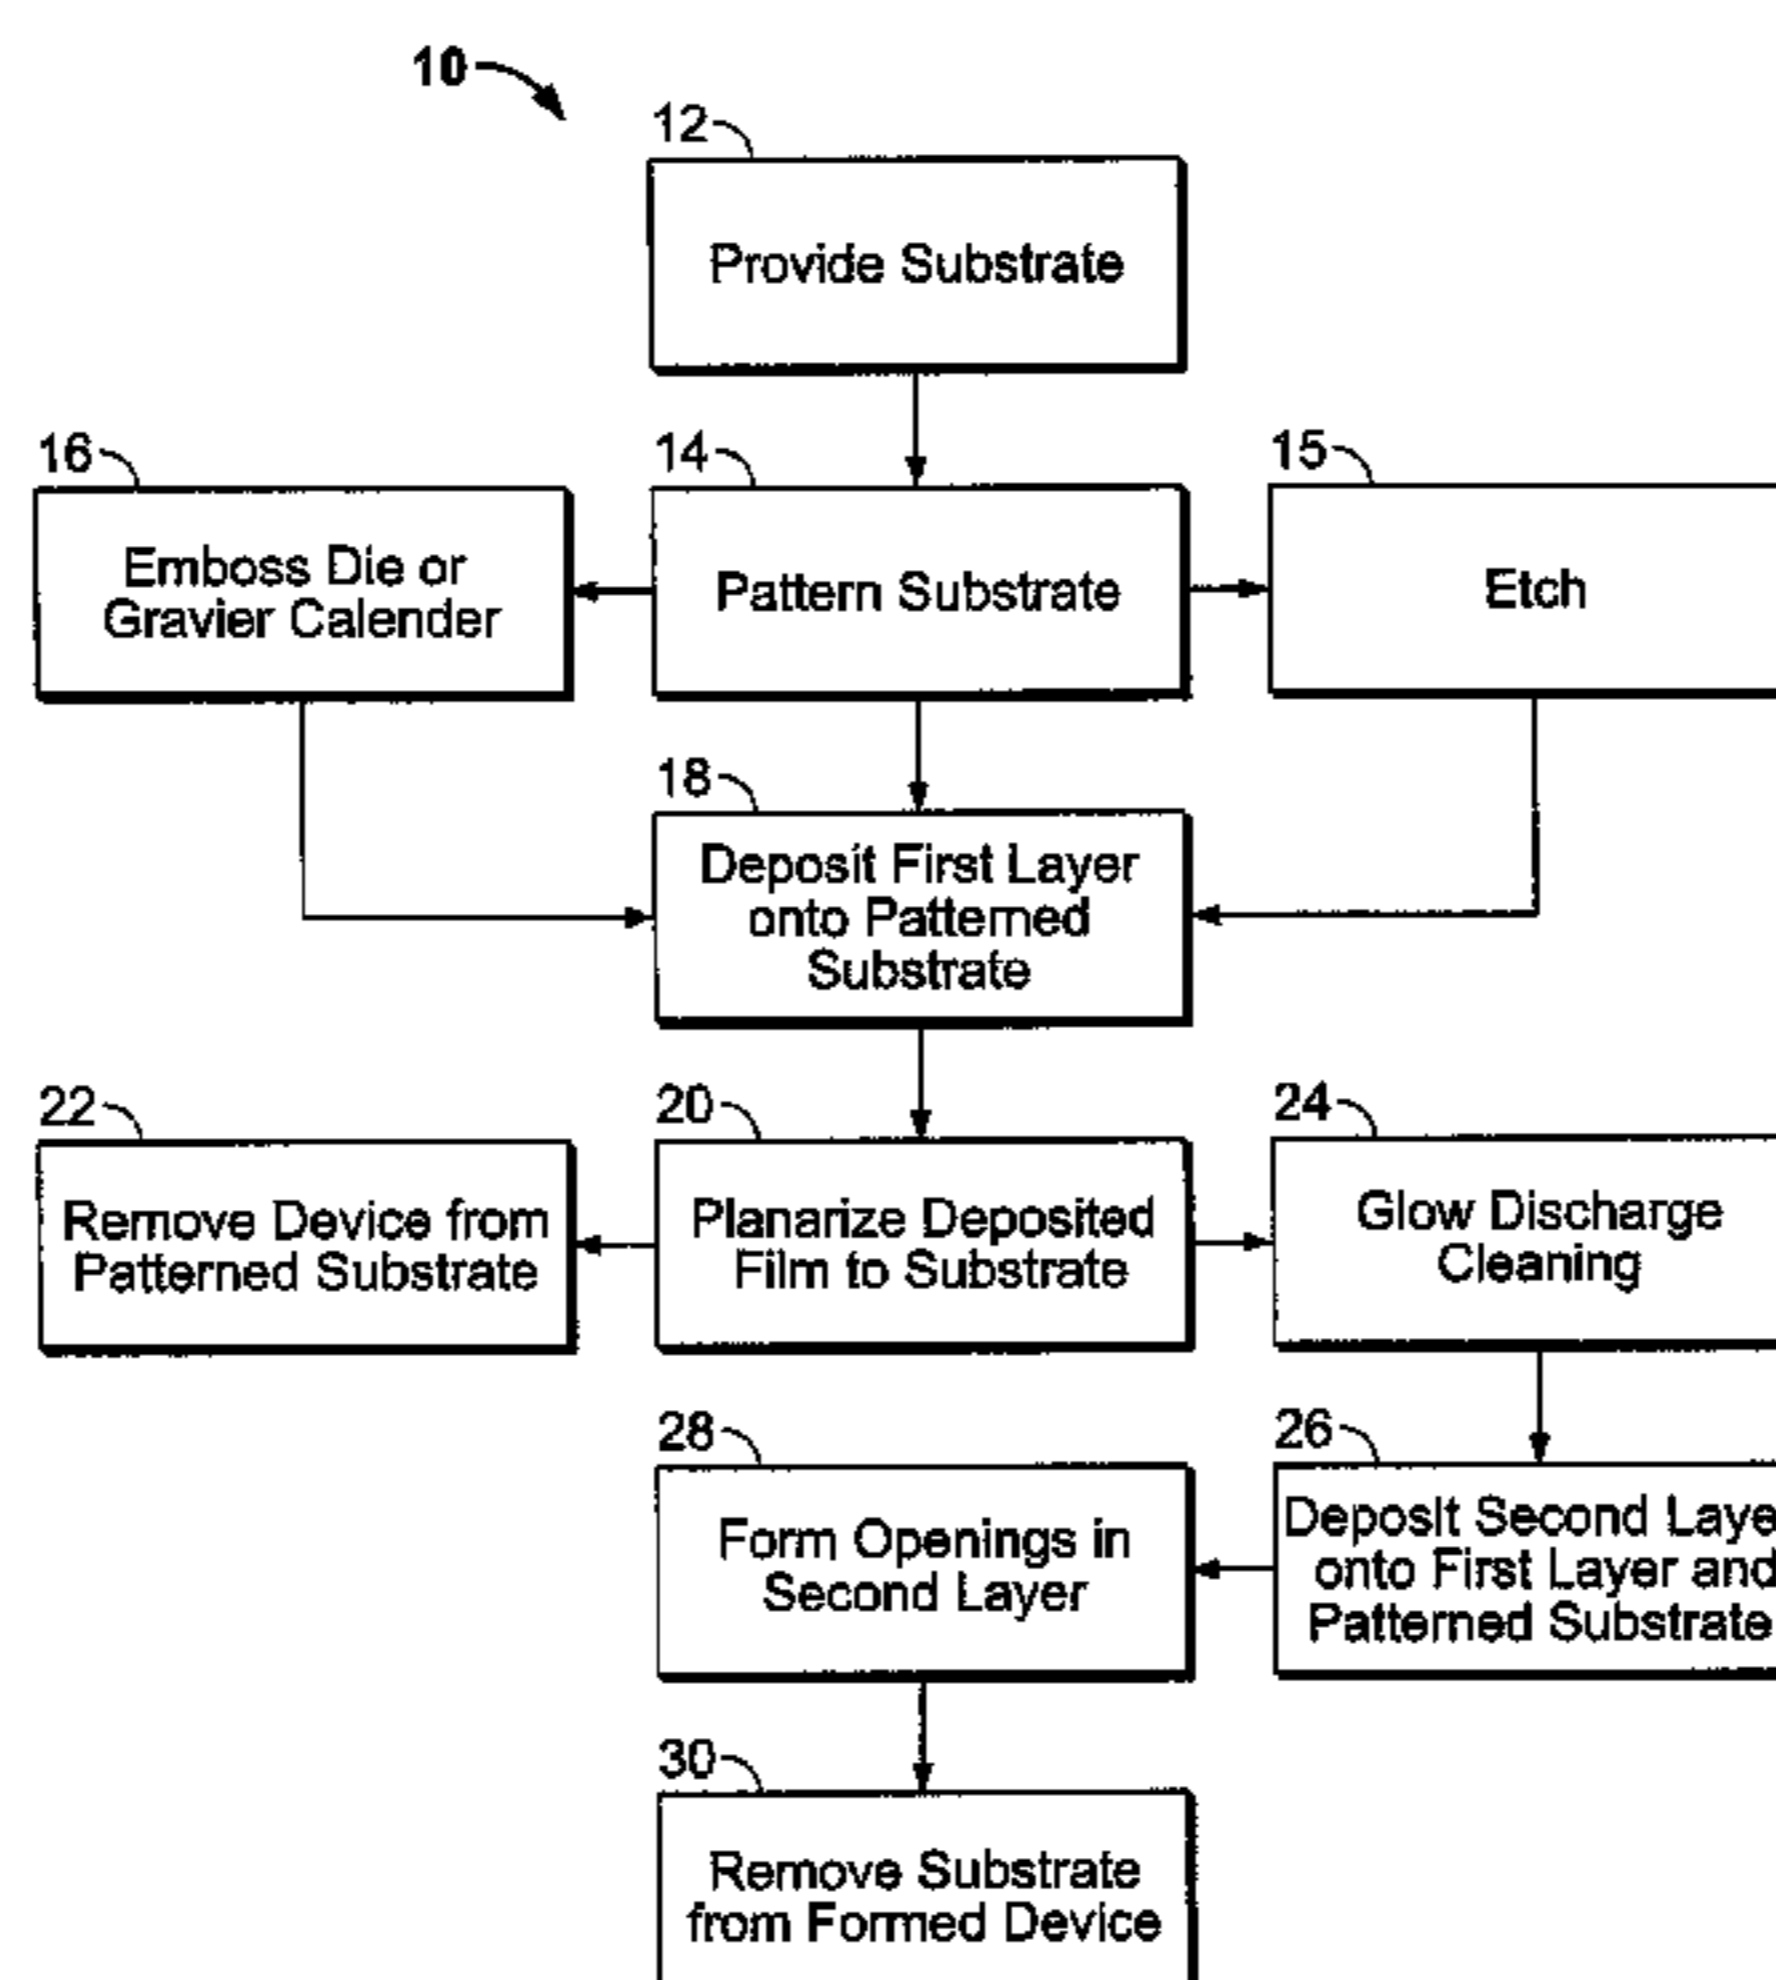 10
12
Provide Substrate
16
14
15
Emboss Die or
Gravier Calender
Pattern Substrate
Etch
18
Deposit First Layer
onto Patterned
Substrate
22
20
24
Remove Device from
Patterned Substrate
Planarize Deposited
Film to Substrate
Glow Discharge
Cleaning
28
26
Form Openings in
Second Layer
Deposit Second Laye
onto First Layer and
Patterned Substrate
30
Remove Substrate
from Formed Device